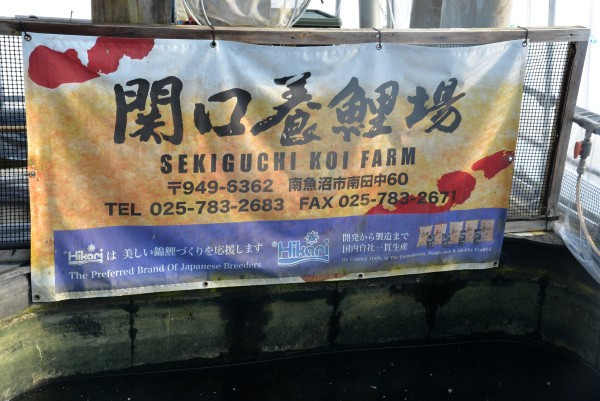 関口養鯉場
SEKIGUCHI KOI FARM
〒949-6362 南魚沼市南田中60
TEL 025-783-2683 FAX 025-783-2671
Hikari は 美しい錦鯉づくりを応援します
The Preferred Brand Of Japanese Breeders
Hikari
開発から製造まで
国内自社一貫生産